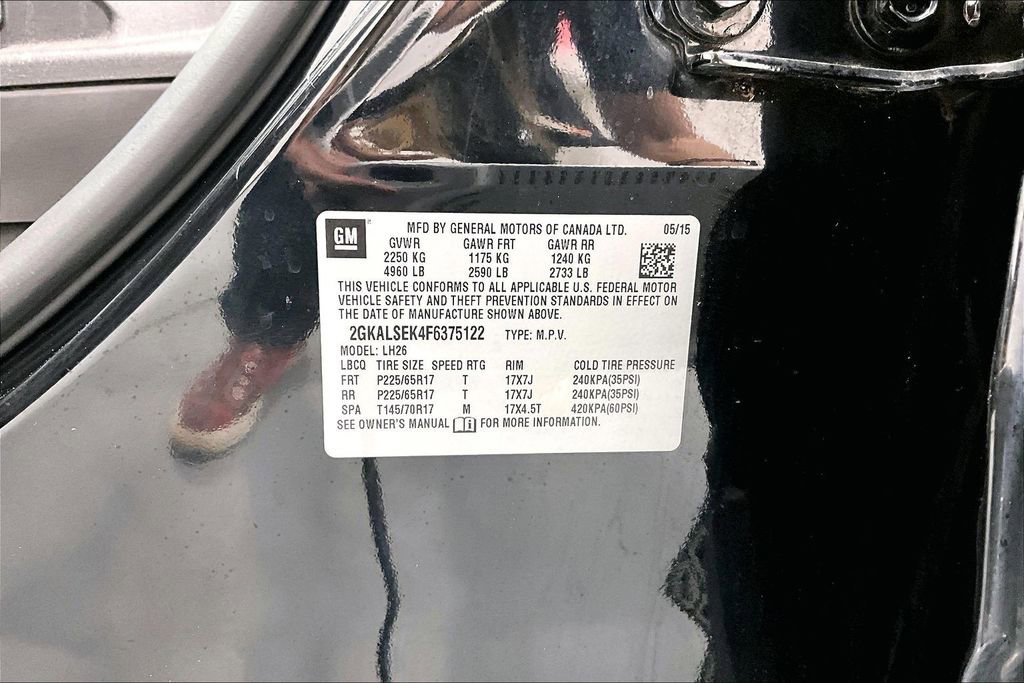 GM MFD BY GENERAL MOTORS OF CANADA LTD. 05/15
GVWR GAWR FRT GAWR RR
2250 KG 1175 KG 1240 KG
4960 LB 2590 LB 2733 LB
THIS VEHICLE CONFORMS TO ALL APPLICABLE U.S. FEDERAL MOTOR
VEHICLE SAFETY AND THEFT PREVENTION STANDARDS IN EFFECT ON
THE DATE OF MANUFACTURE SHOWN ABOVE.
2GKALSEK4F6375122 TYPE: M.P.V.
MODEL: LH26
LBCQ TIRE SIZE SPEED RTG RIM COLD TIRE PRESSURE
FRT P225/65R17 T 17X7J 240KPA(35PSI)
RR P225/65R17 T 17X7J 240KPA(35PSI)
SPA T145/70R17 M 17X4.5T 420KPA(60PSI)
SEE OWNER'S MANUAL i FOR MORE INFORMATION.